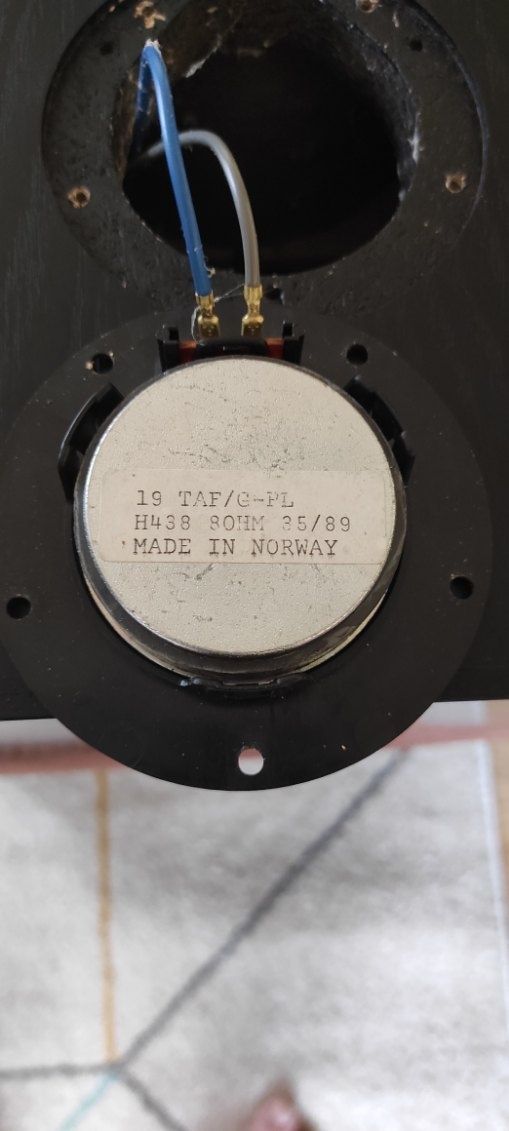 19 TAF/G-PL
H438 8OHM 35/89
MADE IN NORWAY